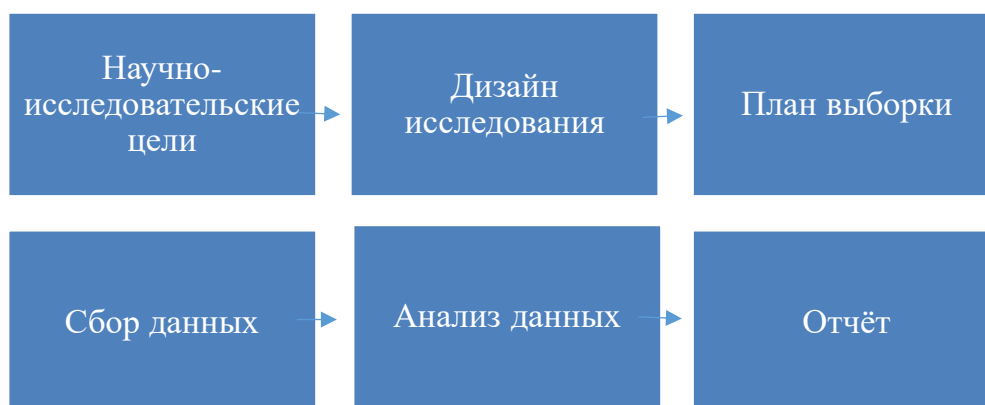 Научно-
исследовательские
цели
Дизайн
исследования
План выборки
Сбор данных
Анализ данных
Отчёт